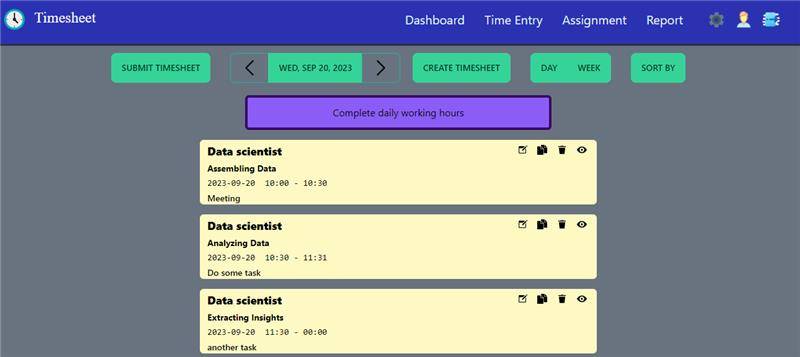 Timesheet Dashboard Time Entry Assignment Report
SUBMIT TIMESHEET WED, SEP 20, 2023 CREATE TIMESHEET DAY WEEK SORT BY
Complete daily working hours
Data scientist
Assembling Data
2023-09-20 10:00 - 10:30
Meeting
Data scientist
Analyzing Data
2023-09-20 10:30 - 11:31
Do some task
Data scientist
Extracting Insights
2023-09-20 11:30 - 00:00
another task